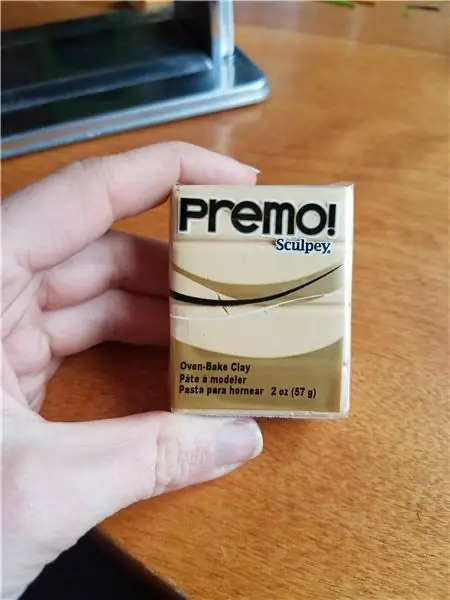 Premo!
Sculpey.
Oven-Bake Clay
Pâte à modeler
Pasta para hornear 2 oz (57 g)